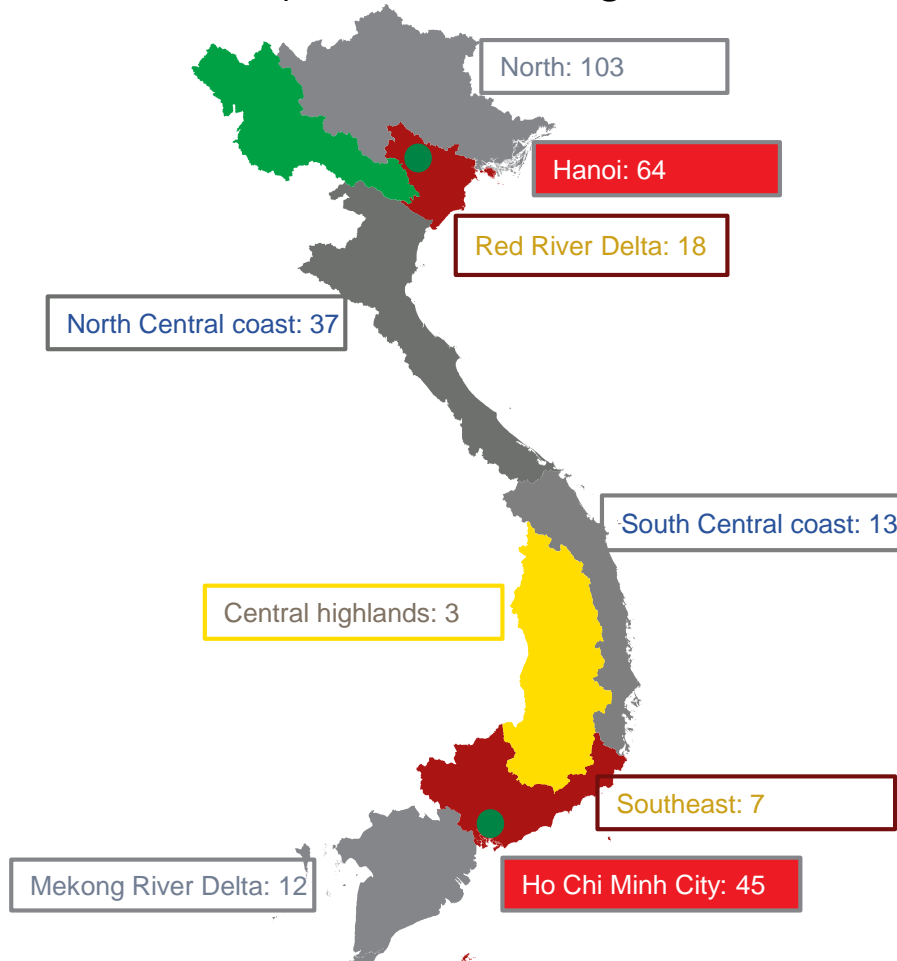 North: 103
Hanoi: 64
Red River Delta: 18
North Central coast: 37
South Central coast: 13
Central highlands: 3
Southeast: 7
Mekong River Delta: 12
Ho Chi Minh City: 45